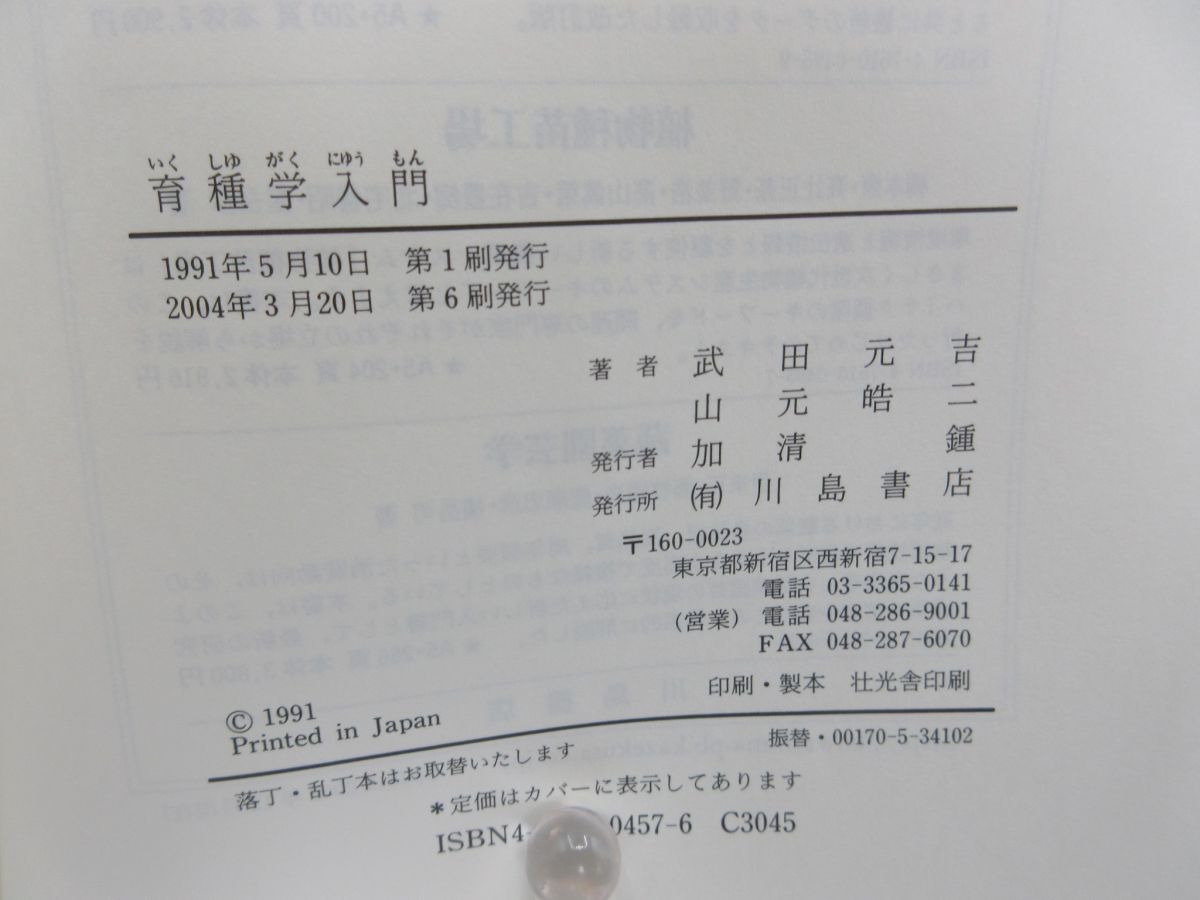 いく しゆ がく にゆう もん
育種学入門
1991年5月10日 第1刷発行
2004年3月20日 第6刷発行
著者 武田元吉
山元皓二
発行者 加清鍾
発行所 ㈲川島書店
〒160-0023
東京都新宿区西新宿7-15-17
電話 03-3365-0141
(営業) 電話 048-286-9001
FAX 048-287-6070
印刷・製本 壮光舎印刷
© 1991
Printed in Japan
振替・00170-5-34102
落丁・乱丁本はお取替いたします
*定価はカバーに表示してあります
ISBN4- 0457-6 C3045